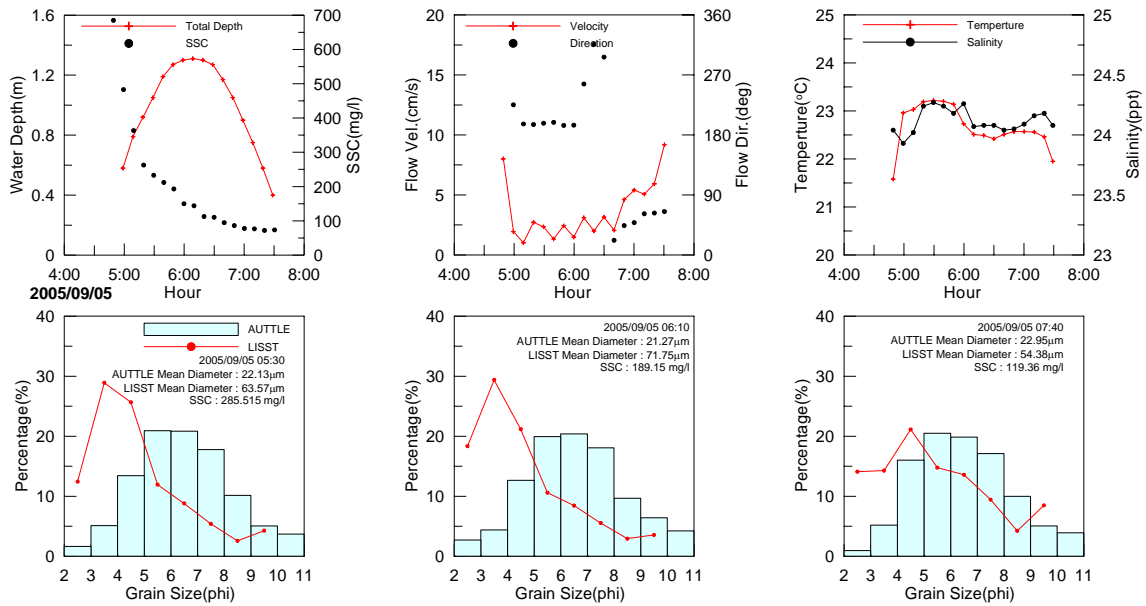 Total Depth
SSC
Water Depth(m)
1.6
1.2
0.8
0.4
0
SSC(mg/l)
700
600
500
400
300
200
100
0
4:00 5:00 6:00 7:00 8:00
Hour
2005/09/05
Velocity
Direction
Flow Vel.(cm/s)
20
15
10
5
0
Flow Dir.(deg)
360
270
180
90
0
4:00 5:00 6:00 7:00 8:00
Hour
Temperture
Salinity
Temperture(°C)
25
24
23
22
21
20
Salinity(ppt)
25
24.5
24
23.5
23
4:00 5:00 6:00 7:00 8:00
Hour
AUTTLE
LISST
2005/09/05 05:30
AUTTLE Mean Diameter : 22.13μm
LISST Mean Diameter : 63.57μm
SSC : 285.515 mg/l
Percentage(%)
40
30
20
10
0
2 3 4 5 6 7 8 9 10 11
Grain Size(phi)
2005/09/05 06:10
AUTTLE Mean Diameter : 21.27μm
LISST Mean Diameter : 71.75μm
SSC : 189.15 mg/l
Percentage(%)
40
30
20
10
0
2 3 4 5 6 7 8 9 10 11
Grain Size(phi)
2005/09/05 07:40
AUTTLE Mean Diameter : 22.95μm
LISST Mean Diameter : 54.38μm
SSC : 119.36 mg/l
Percentage(%)
40
30
20
10
0
2 3 4 5 6 7 8 9 10 11
Grain Size(phi)